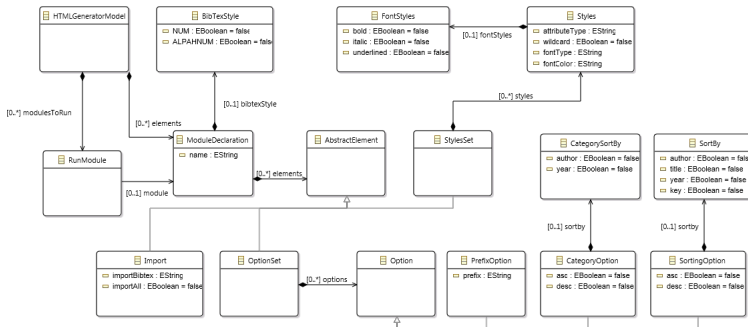 HTMLGeneratorModel
BibTexStyle
NUM : EBoolean = false
ALPAHNUM : EBoolean = false
FontStyles
bold : EBoolean = false
italic : EBoolean = false
underlined : EBoolean = false
Styles
attributeType : EString
wildcard : EBoolean = false
fontType : EString
fontColor : EString
[0..1] fontStyles
[0..*] modulesToRun
[0..*] elements
[0..1] bibtexStyle
[0..*] styles
RunModule
ModuleDeclaration
name : EString
AbstractElement
StylesSet
CategorySortBy
author : EBoolean = false
year : EBoolean = false
SortBy
author : EBoolean = false
title : EBoolean = false
year : EBoolean = false
key : EBoolean = false
[0..1] module
[0..*] elements
[0..1] sortby
[0..1] sortby
Import
importBibtex : EString
importAll : EBoolean = false
OptionSet
[0..*] options
Option
PrefixOption
prefix : EString
CategoryOption
asc : EBoolean = false
desc : EBoolean = false
SortingOption
asc : EBoolean = false
desc : EBoolean = false